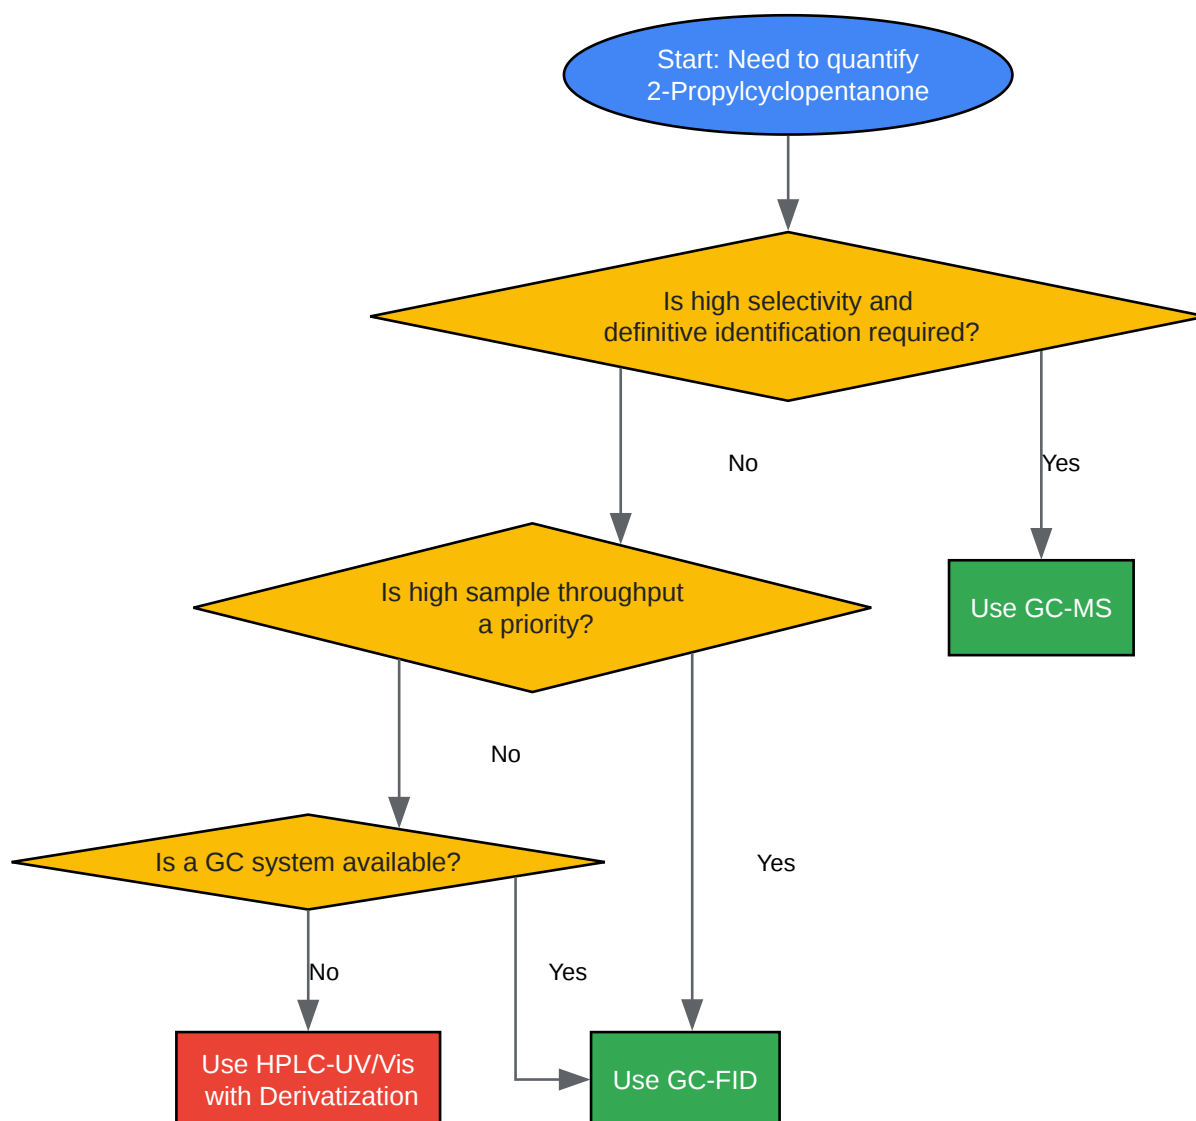 Start: Need to quantify
2-Propylcyclopentanone
Is high selectivity and
definitive identification required?
No
Yes
Is high sample throughput
a priority?
Use GC-MS
No
Yes
Is a GC system available?
No
Yes
Use HPLC-UV/Vis
with Derivatization
Use GC-FID